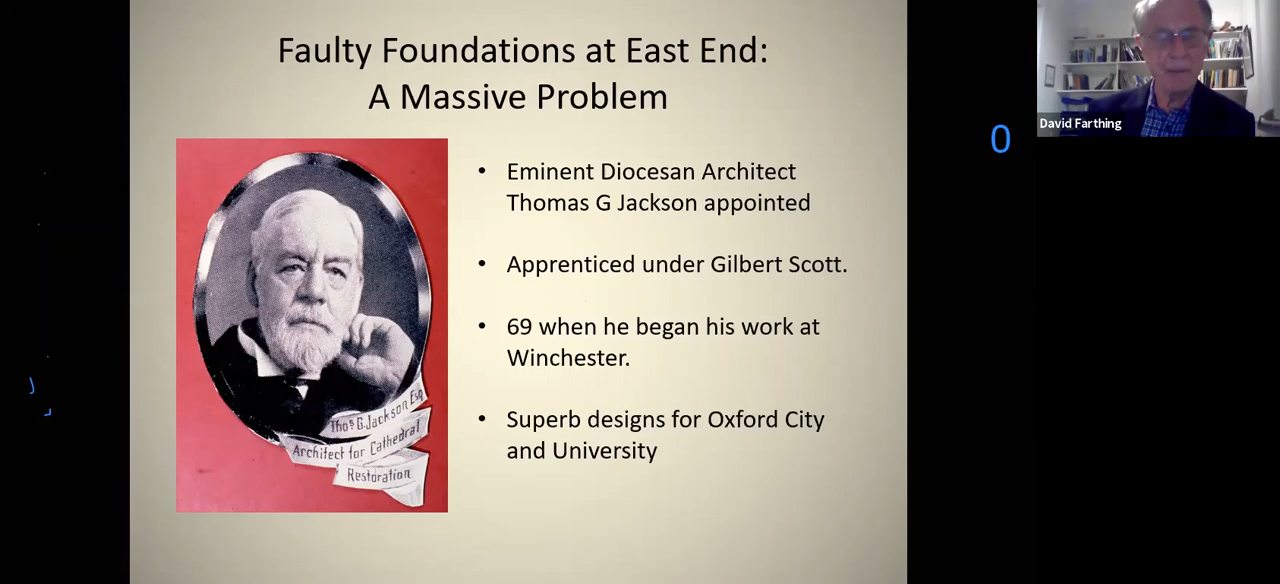 Faulty Foundations at East End:
A Massive Problem
• Eminent Diocesan Architect
Thomas G Jackson appointed
• Apprenticed under Gilbert Scott.
• 69 when he began his work at
Winchester.
• Superb designs for Oxford City
and University
Thos G. Jackson Esq
Architect for Cathedral
Restoration
David Farthing
0